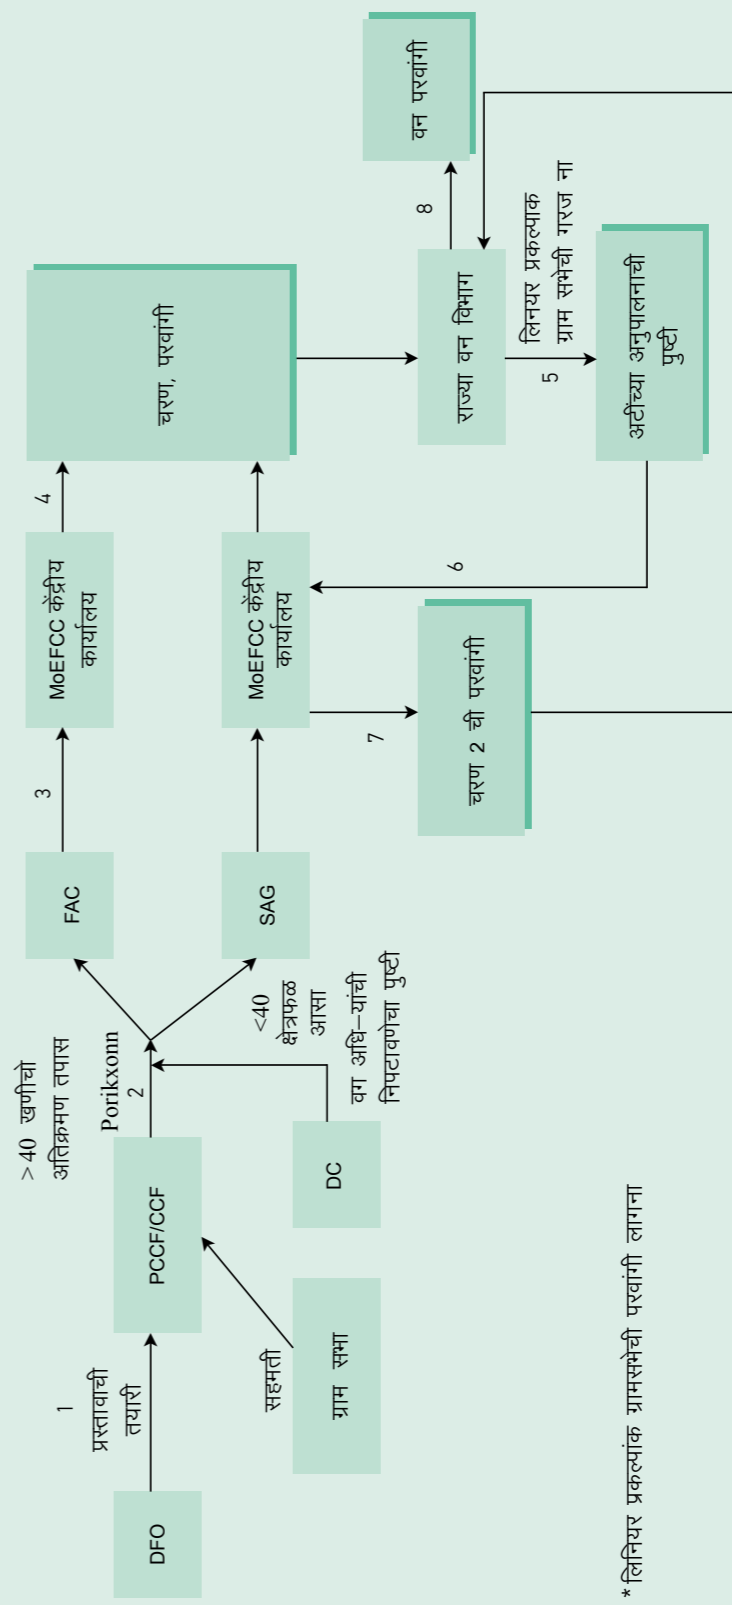 DFO
1
प्रस्तावाची
तयारी
PCCF/CCF
ग्राम सभा
सहमती
DC
वग अधि–यांची
निपटावणेचा पुष्टी
Porikxonn
2
>40 खणीचो
अतिक्रमण तपास
<40
क्षेत्रफळ
आसा
FAC
SAG
3
MoEFCC केंद्रीय
कार्यालय
MoEFCC केंद्रीय
कार्यालय
4
चरण, परवांगी
राज्या वन विभाग
5
लिनयर प्रकल्पाक
ग्राम सभेची गरज ना
अटींच्या अनुपालनाची
पुष्टी
6
7
चरण 2 ची परवांगी
8
वन परवांगी
*लिनियर प्रकल्पांक ग्रामसभेची परवांगी लागना